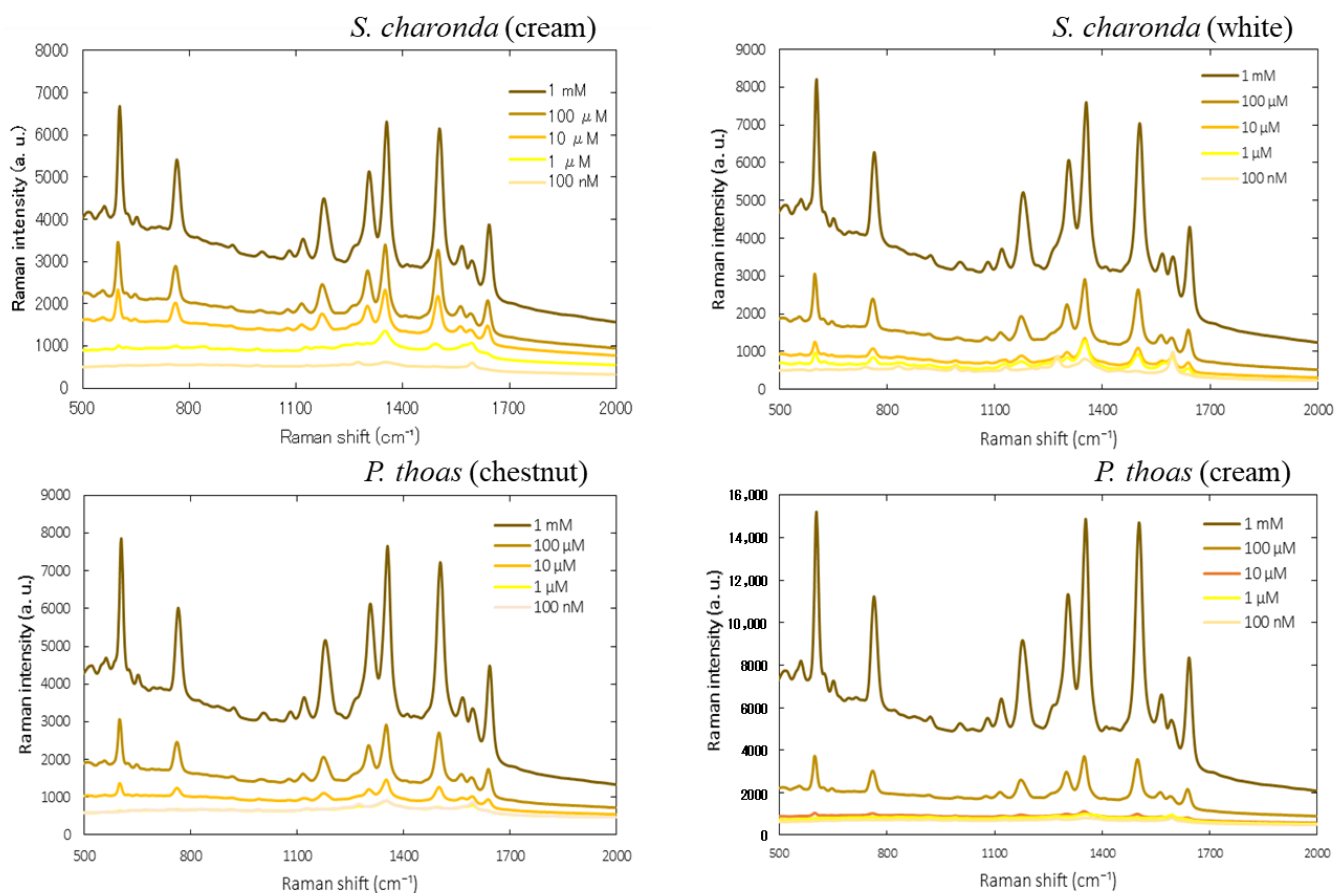 S. charonda (cream)
8000
7000
6000
5000
4000
3000
2000
1000
0
Raman intensity (a. u.)
1 mM
100 μM
10 μM
1 μM
100 nM
500 800 1100 1400 1700 2000
Raman shift (cm⁻¹)
S. charonda (white)
9000
8000
7000
6000
5000
4000
3000
2000
1000
0
Raman intensity (a. u.)
1 mM
100 μM
10 μM
1 μM
100 nM
500 800 1100 1400 1700 2000
Raman shift (cm⁻¹)
P. thoas (chestnut)
9000
8000
7000
6000
5000
4000
3000
2000
1000
0
Raman intensity (a. u.)
1 mM
100 μM
10 μM
1 μM
100 nM
500 800 1100 1400 1700 2000
Raman shift (cm⁻¹)
P. thoas (cream)
16,000
14,000
12,000
10,000
8000
6000
4000
2000
0
Raman intensity (a. u.)
1 mM
100 μM
10 μM
1 μM
100 nM
500 800 1100 1400 1700 2000
Raman shift (cm⁻¹)